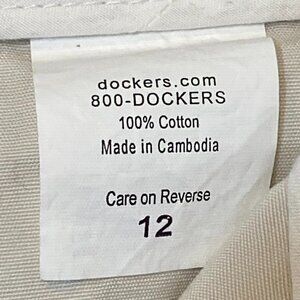 dockers.com
800-DOCKERS
100% Cotton
Made in Cambodia
Care on Reverse
12